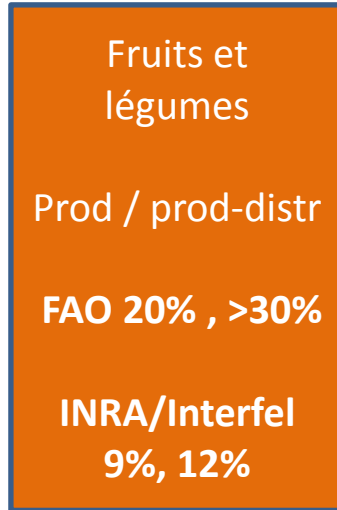 Fruits et
légumes
Prod / prod-distr
FAO 20% , >30%
INRA/Interfel
9%, 12%